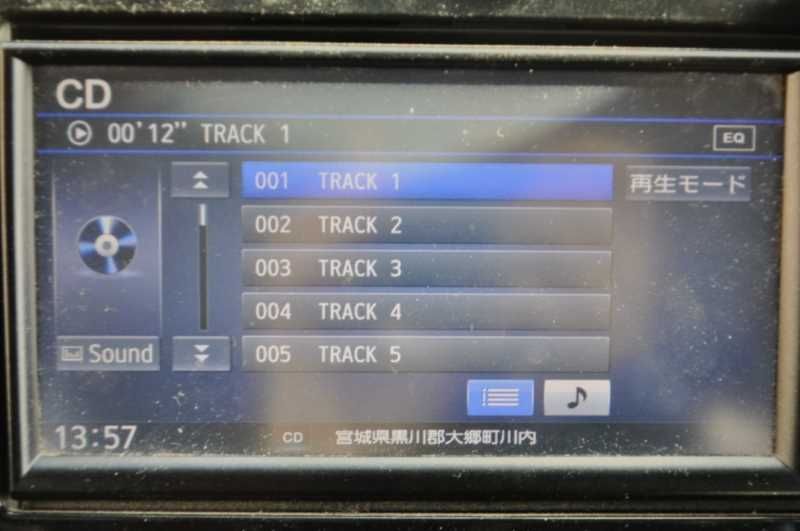 CD
00'12" TRACK 1 EQ
001 TRACK 1 再生モード
002 TRACK 2
003 TRACK 3
004 TRACK 4
Sound 005 TRACK 5
13:57 CD 宮城県黒川郡大郷町川内